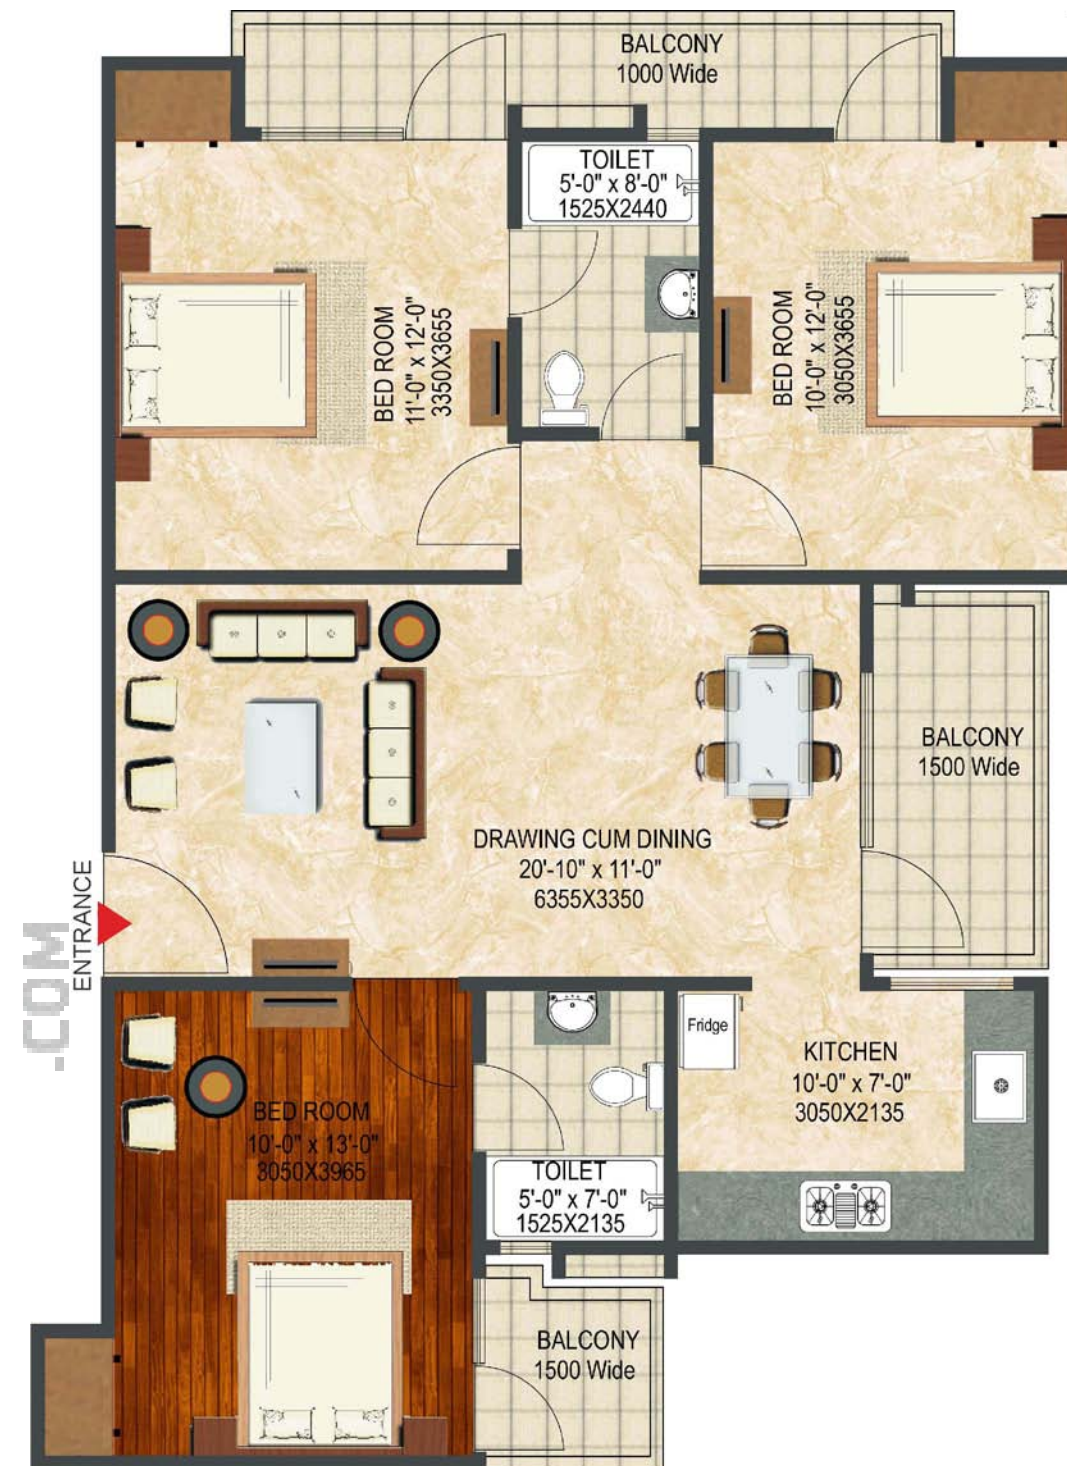 BALCONY
1000 Wide
TOILET
5'-0" x 8'-0"
1525X2440
BED ROOM
11'-0" x 12'-0"
3350X3655
BED ROOM
10'-0" x 12'-0"
3050X3655
BALCONY
1500 Wide
DRAWING CUM DINING
20'-10" x 11'-0"
6355X3350
ENTRANCE
.COM
Fridge
KITCHEN
10'-0" x 7'-0"
3050X2135
BED ROOM
10'-0" x 13'-0"
3050X3965
TOILET
5'-0" x 7'-0"
1525X2135
BALCONY
1500 Wide